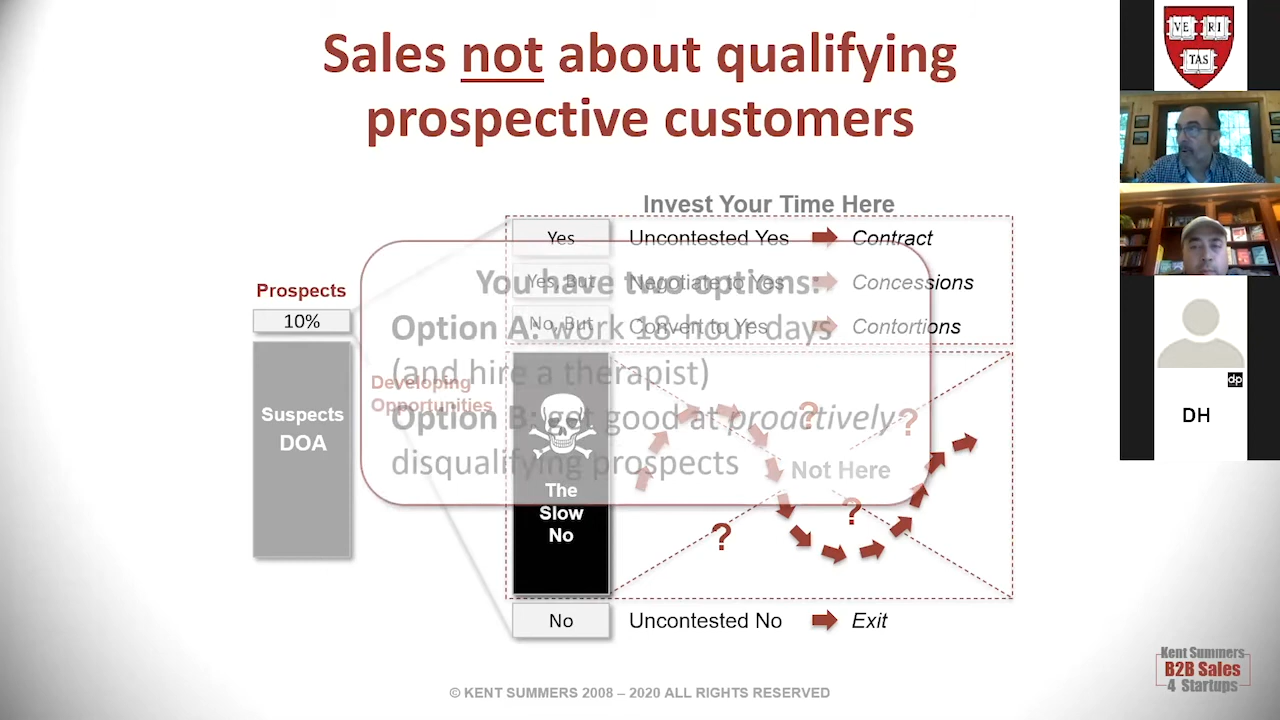 Sales not about qualifying
prospective customers
Invest Your Time Here
Prospects
10%
Suspects
DOA
Developing
Opportunities
Yes
Uncontested Yes
Contract
Yes, But
Negotiate to Yes
Concessions
No, But
Convert to Yes
Contortions
You have two options:
Option A: work 18-hour days
(and hire a therapist)
Option B: get good at proactively
disqualifying prospects
The
Slow
No
?
?
Not Here
?
?
No
Uncontested No
Exit
© KENT SUMMERS 2008 – 2020 ALL RIGHTS RESERVED
Kent Summers
B2B Sales
4 Startups
VE RI
TAS
dp
DH